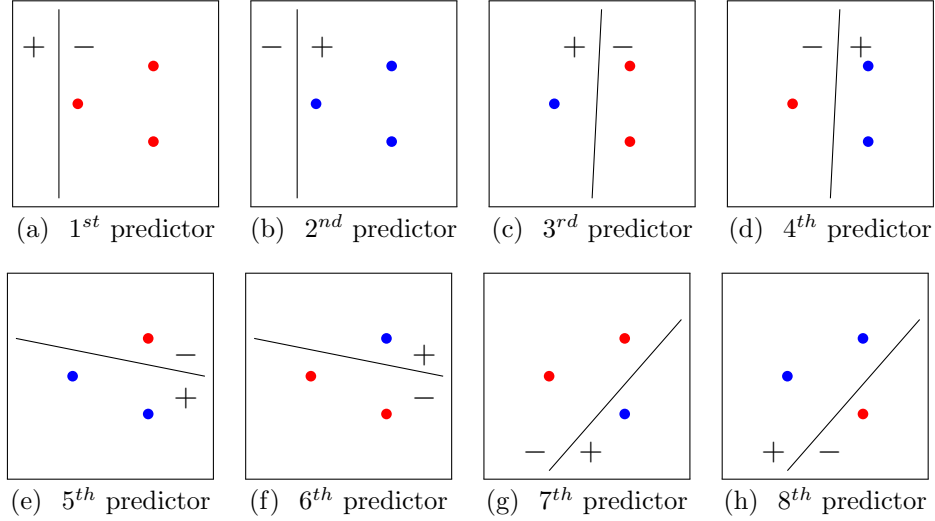 + − − + + − − +
(a) 1st predictor (b) 2nd predictor (c) 3rd predictor (d) 4th predictor
− + + − − + + −
(e) 5th predictor (f) 6th predictor (g) 7th predictor (h) 8th predictor